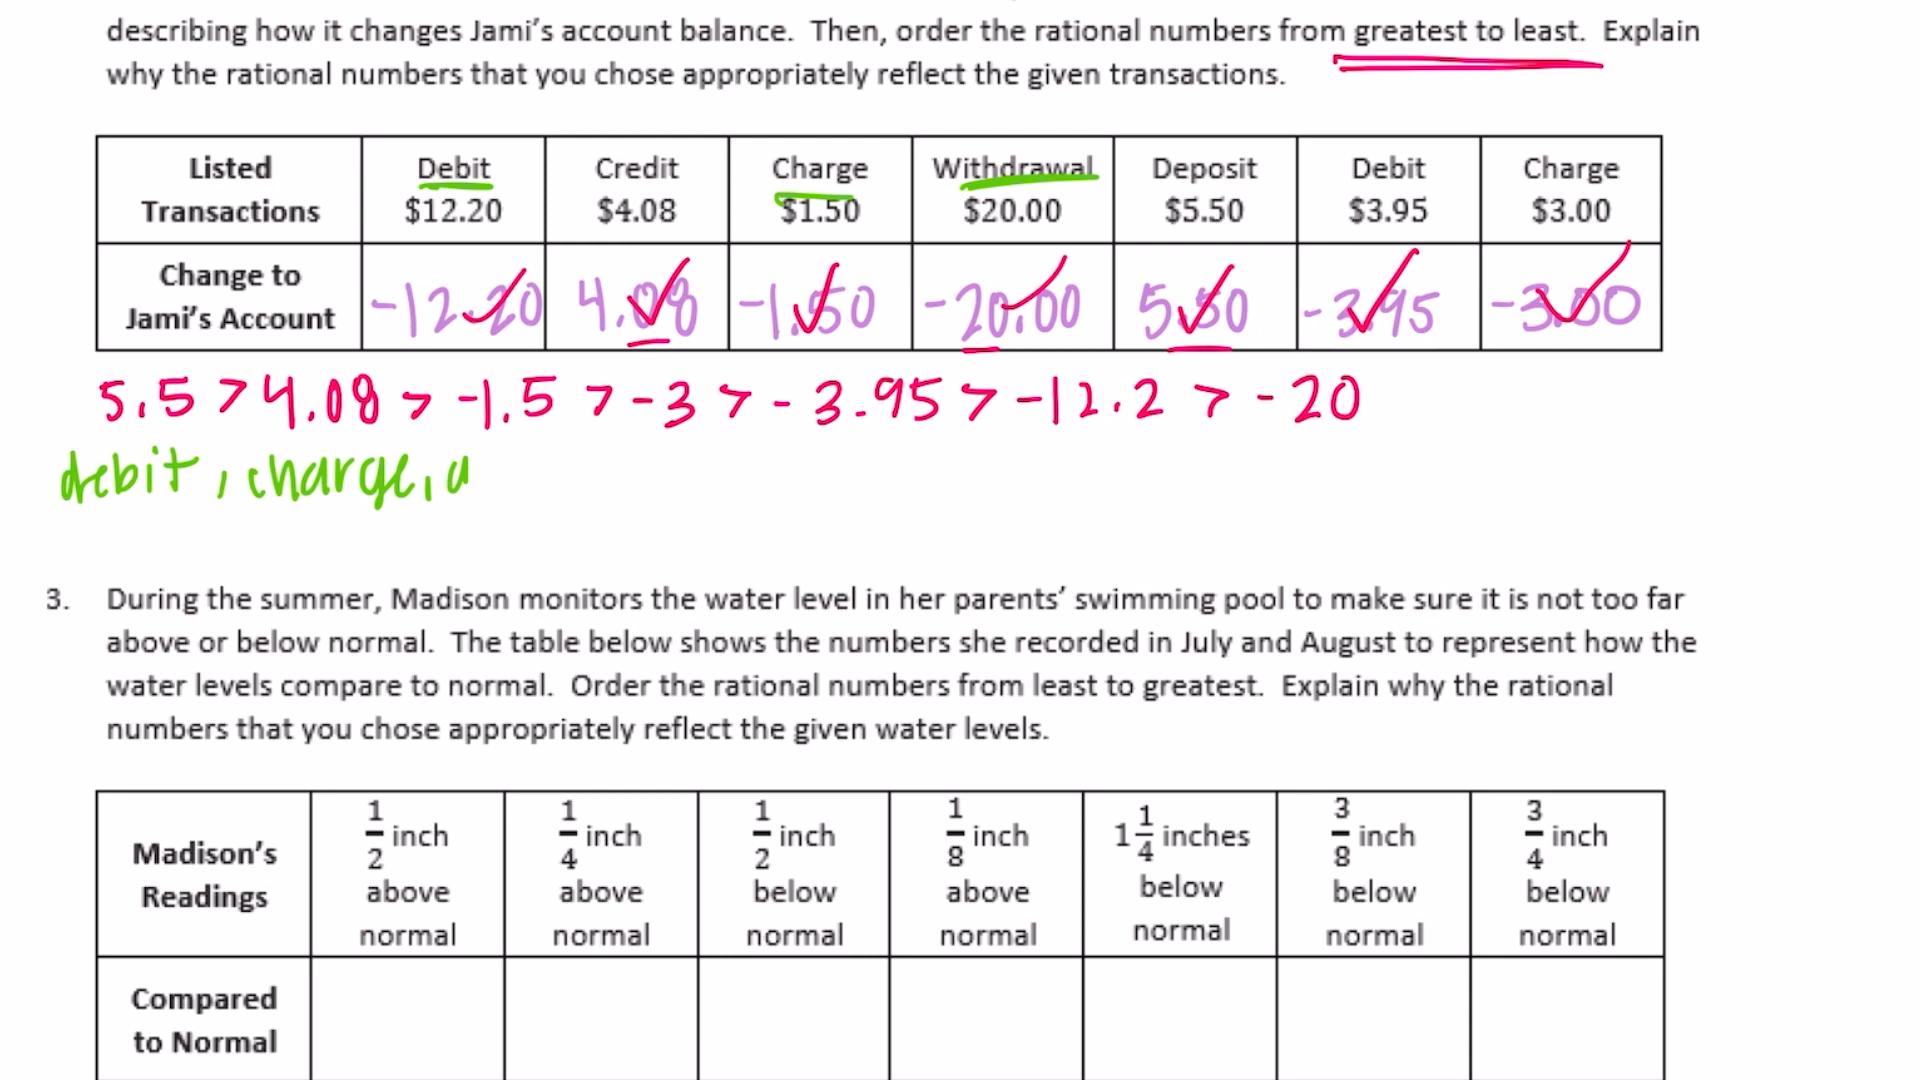 describing how it changes Jami’s account balance. Then, order the rational numbers from greatest to least. Explain
why the rational numbers that you chose appropriately reflect the given transactions.
Listed Transactions Debit $12.20 Credit $4.08 Charge $1.50 Withdrawal $20.00 Deposit $5.50 Debit $3.95 Charge $3.00
Change to Jami’s Account -12.20 4.08 -1.50 -20.00 5.50 -3.95 -3.00
5.5 > 4.08 > -1.5 > -3 > -3.95 > -12.2 > -20
debit, charge,
3. During the summer, Madison monitors the water level in her parents’ swimming pool to make sure it is not too far
above or below normal. The table below shows the numbers she recorded in July and August to represent how the
water levels compare to normal. Order the rational numbers from least to greatest. Explain why the rational
numbers that you chose appropriately reflect the given water levels.
Madison’s Readings 1/2 inch above normal 1/4 inch above normal 1/2 inch below normal 1/8 inch above normal 1 1/4 inches below normal 3/8 inch below normal 3/4 inch below normal
Compared to Normal